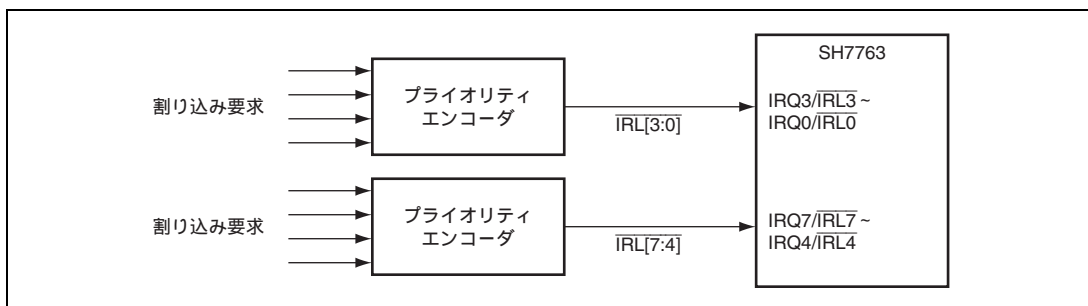 SH7763
割り込み要求
プライオリティ
エンコーダ
IRL[3:0]
IRQ3/IRL3 ~
IRQ0/IRL0
割り込み要求
プライオリティ
エンコーダ
IRL[7:4]
IRQ7/IRL7 ~
IRQ4/IRL4